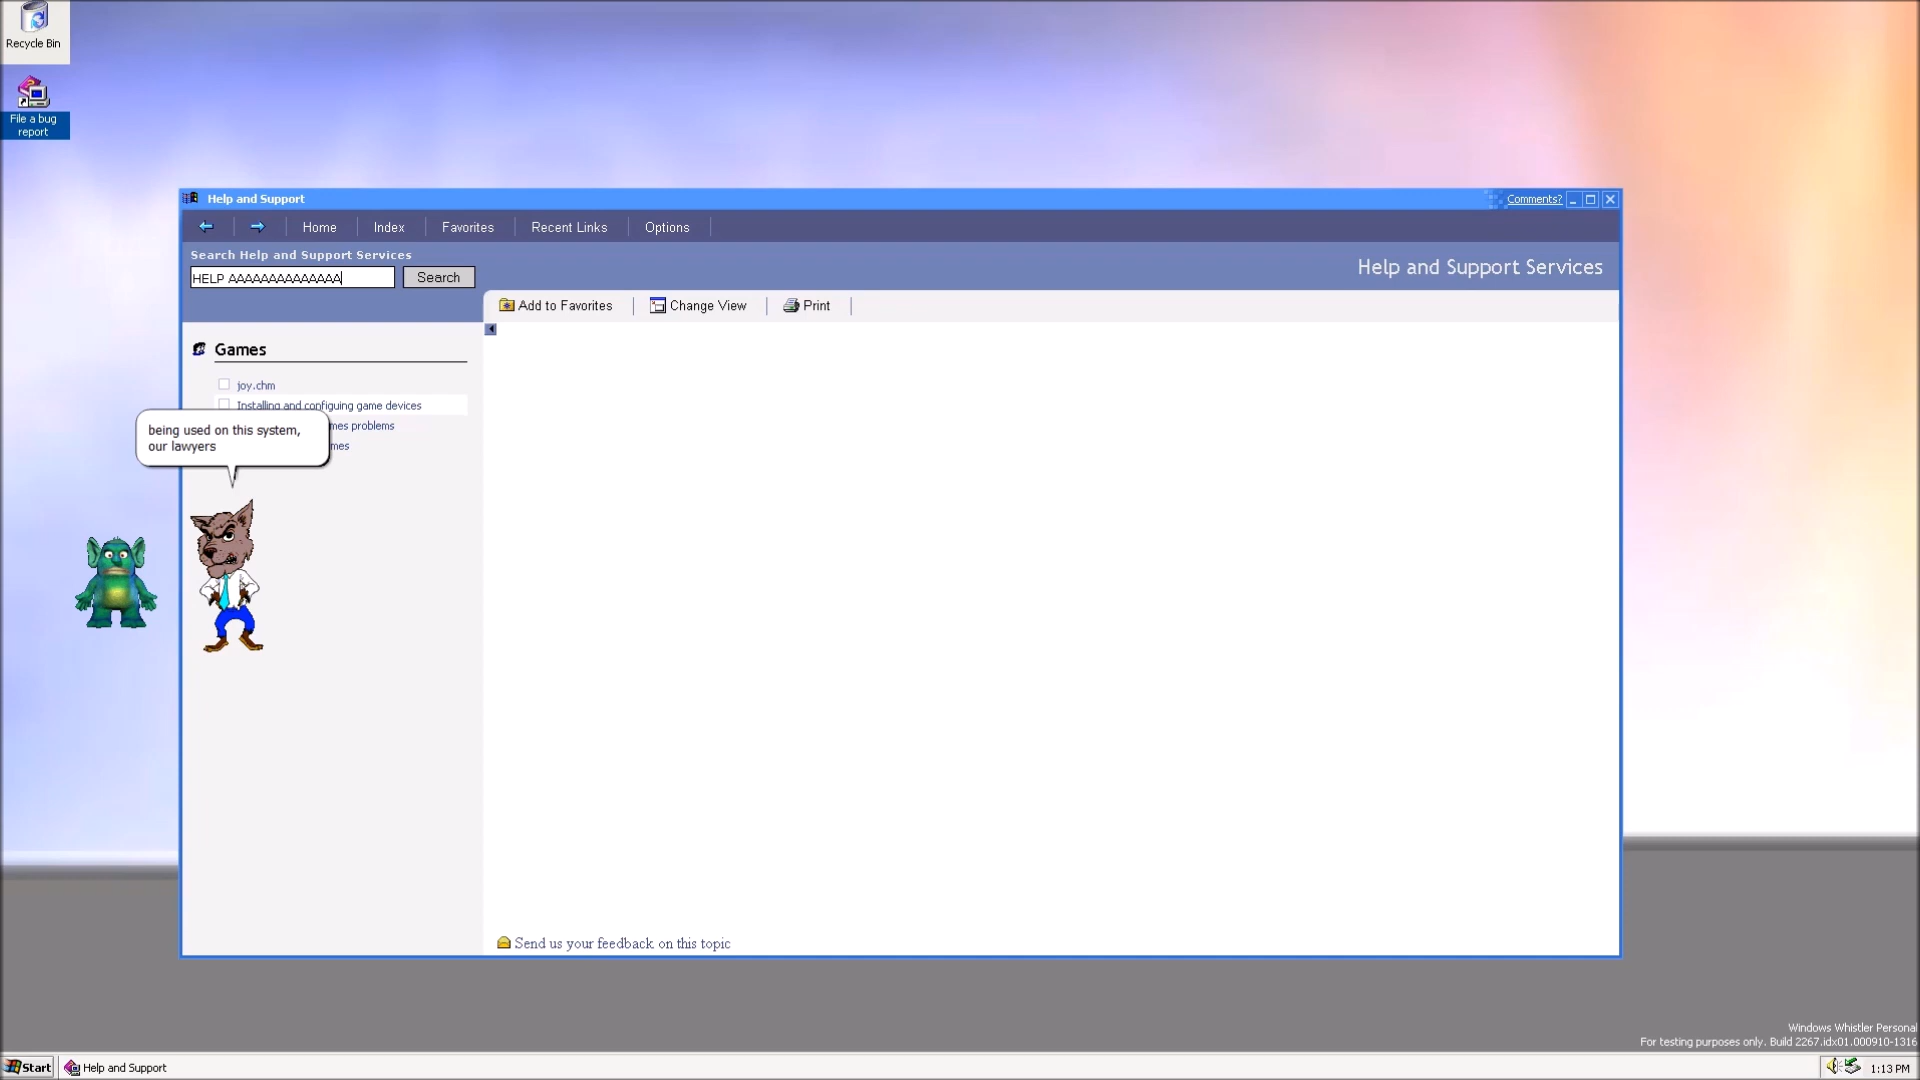 Recycle Bin
File a bug
report
Help and Support
Comments?
Home
Index
Favorites
Recent Links
Options
Search Help and Support Services
HELP AAAAAAAAAAAAAA
Search
Help and Support Services
Add to Favorites
Change View
Print
Games
joy.chm
Installing and configuing game devices
problems
being used on this system,
our lawyers
Send us your feedback on this topic
Windows Whistler Personal
For testing purposes only. Build 2267.idx01.000910-1316
Start
Help and Support
1:13 PM